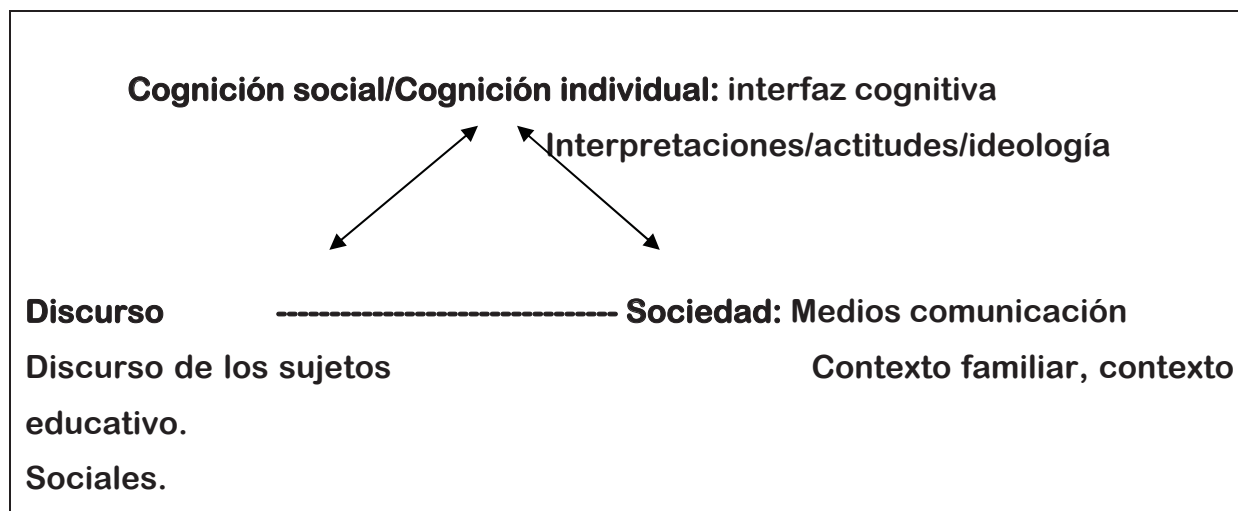 Cognición social/Cognición individual: interfaz cognitiva
Interpretaciones/actitudes/ideología
Discurso ------------------------------- Sociedad: Medios comunicación
Discurso de los sujetos Contexto familiar, contexto
educativo.
Sociales.